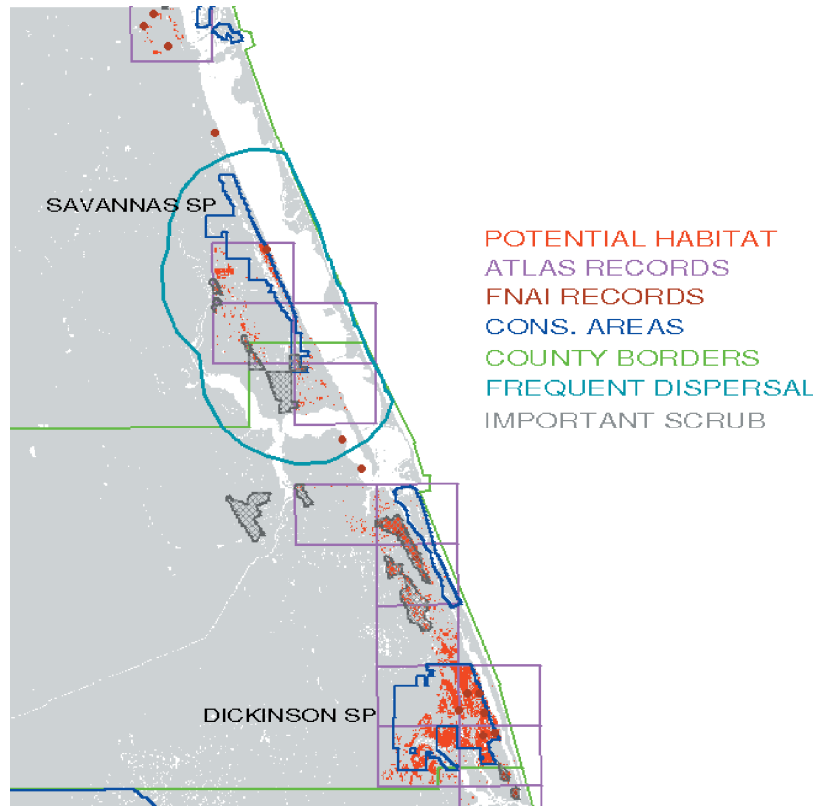 SAVANNAS SP
POTENTIAL HABITAT
ATLAS RECORDS
FNAI RECORDS
CONS. AREAS
COUNTY BORDERS
FREQUENT DISPERSAL
IMPORTANT SCRUB
DICKINSON SP